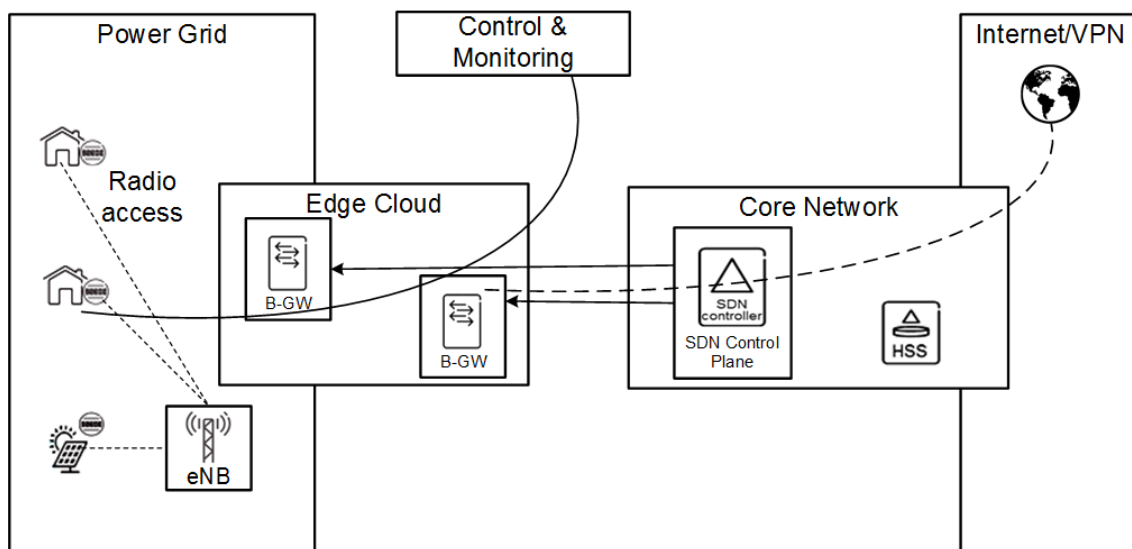 Power Grid
Control &
Monitoring
Internet/VPN
Radio
access
Edge Cloud
Core Network
B-GW
B-GW
SDN
controller
SDN Control
Plane
HSS
eNB